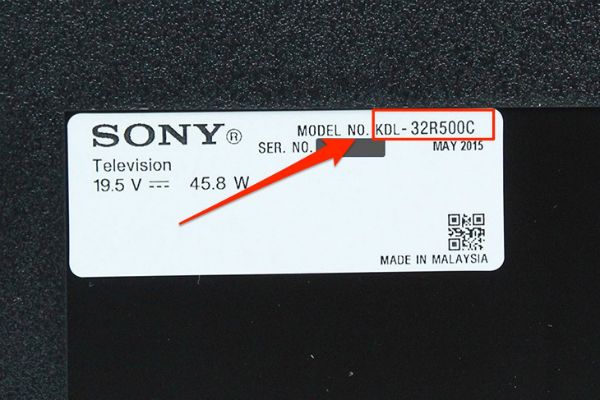 SONY®
MODEL NO. KDL-32R500C
SER. NO.
MAY 2015
Television
19.5 V ⎓ 45.8 W
MADE IN MALAYSIA